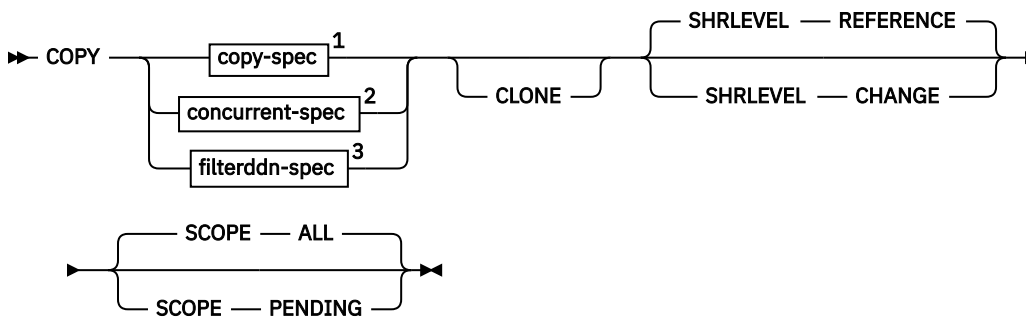 SHRLEVEL REFERENCE
COPY copy-spec 1
CLONE SHRLEVEL CHANGE
concurrent-spec 2
filterddn-spec 3
SCOPE ALL
SCOPE PENDING